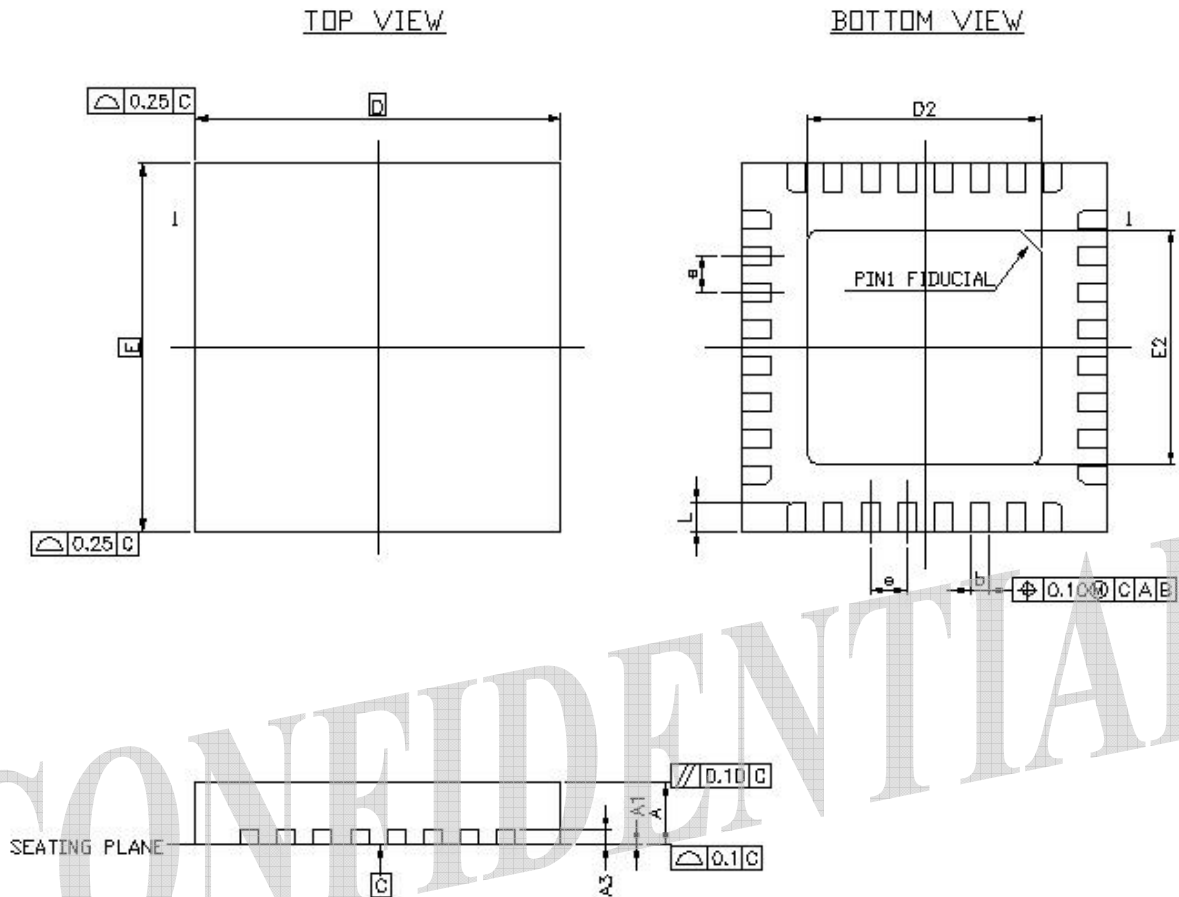 TOP VIEW
BOTTOM VIEW
⌓ 0.25 C
D
D2
1
1
e
PIN1 FIDUCIAL
E
E2
L
⌓ 0.25 C
e
b
⌖ 0.10Ⓜ C A B
CONFIDENTIAL
// 0.10 C
A1
A
SEATING PLANE
⌓ 0.1 C
C
A3